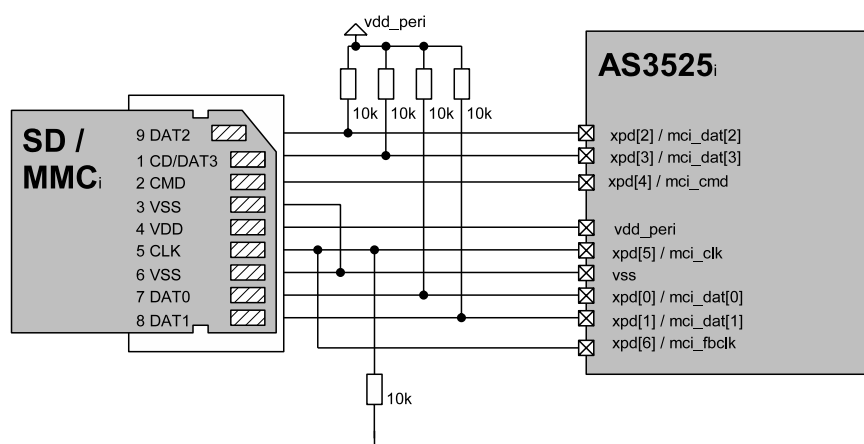 vdd_peri
10k
10k
10k
10k
AS3525i
SD /
MMCi
9 DAT2
1 CD/DAT3
2 CMD
3 VSS
4 VDD
5 CLK
6 VSS
7 DAT0
8 DAT1
xpd[2] / mci_dat[2]
xpd[3] / mci_dat[3]
xpd[4] / mci_cmd
vdd_peri
xpd[5] / mci_clk
vss
xpd[0] / mci_dat[0]
xpd[1] / mci_dat[1]
xpd[6] / mci_fbclk
10k